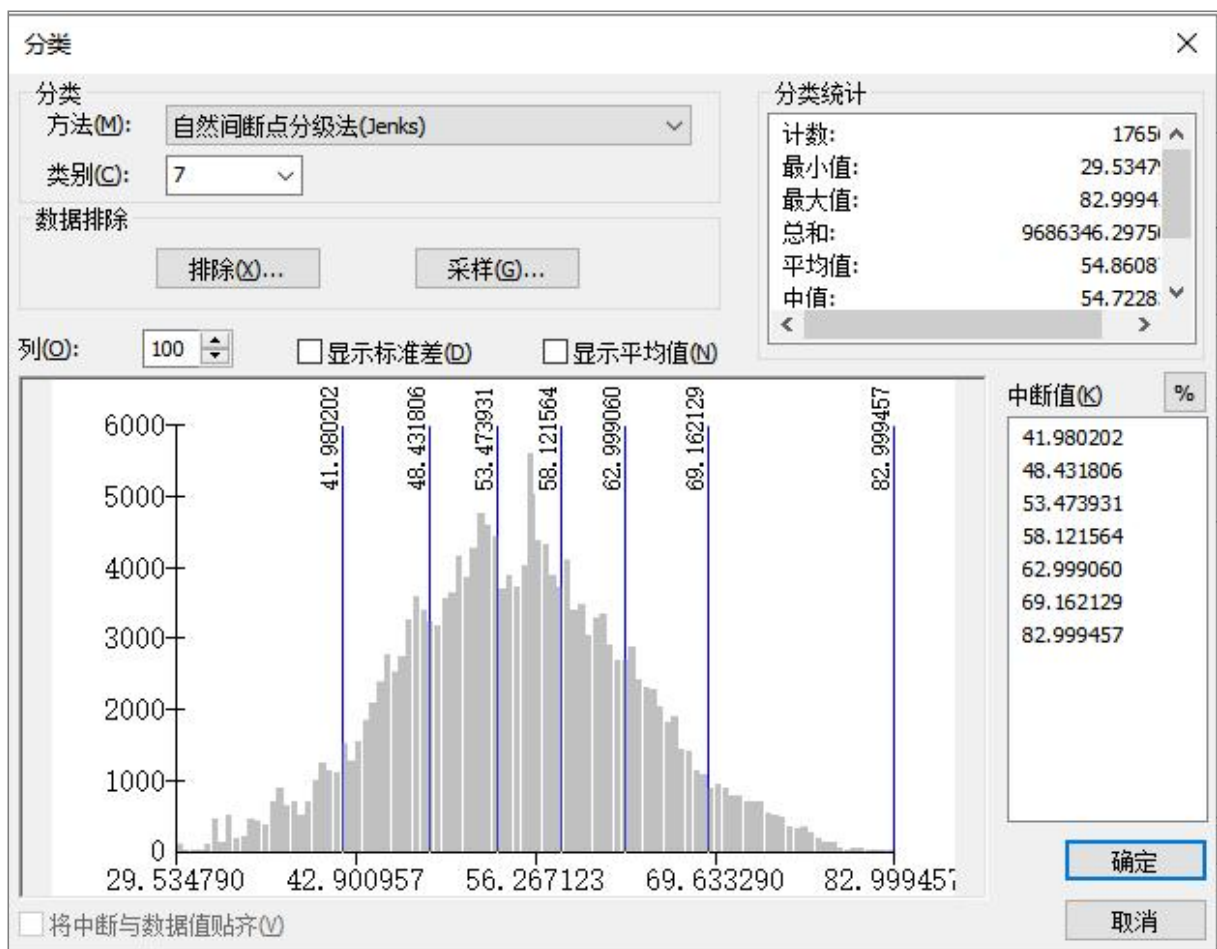 分类
分类
方法(M):
自然间断点分级法(Jenks)
类别(C):
7
数据排除
排除(X)...
采样(G)...
分类统计
计数: 1765
最小值: 29.5347
最大值: 82.9994
总和: 9686346.2975
平均值: 54.8608
中值: 54.7228
列(O):
100
显示标准差(D)
显示平均值(N)
中断值(K)
%
41.980202
48.431806
53.473931
58.121564
62.999060
69.162129
82.999457
6000
5000
4000
3000
2000
1000
0
41.980202
48.431806
53.473931
58.121564
62.999060
69.162129
82.999457
29.534790
42.900957
56.267123
69.633290
82.999457
将中断与数据值贴齐(V)
确定
取消